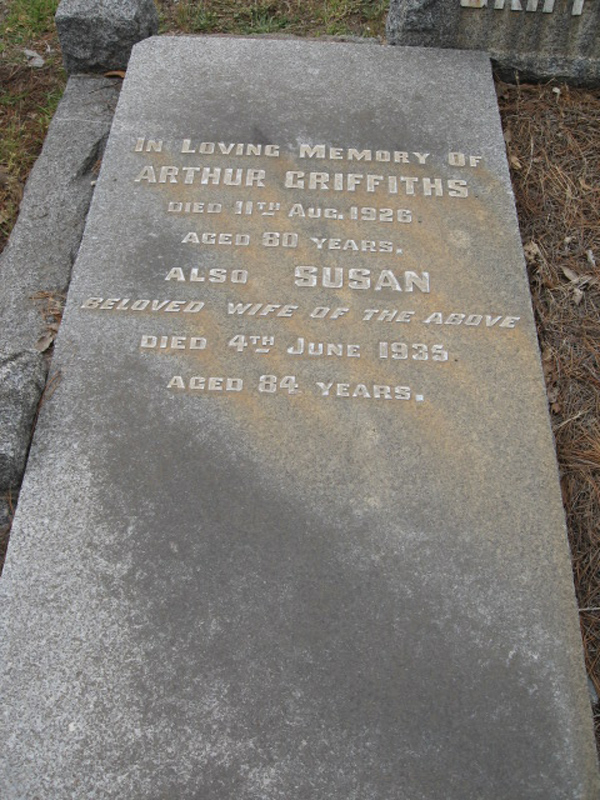 IN LOVING MEMORY OF
ARTHUR GRIFFITHS
DIED 11TH AUG. 1926
AGED 80 YEARS.
ALSO SUSAN
BELOVED WIFE OF THE ABOVE
DIED 4TH JUNE 1935
AGED 84 YEARS.